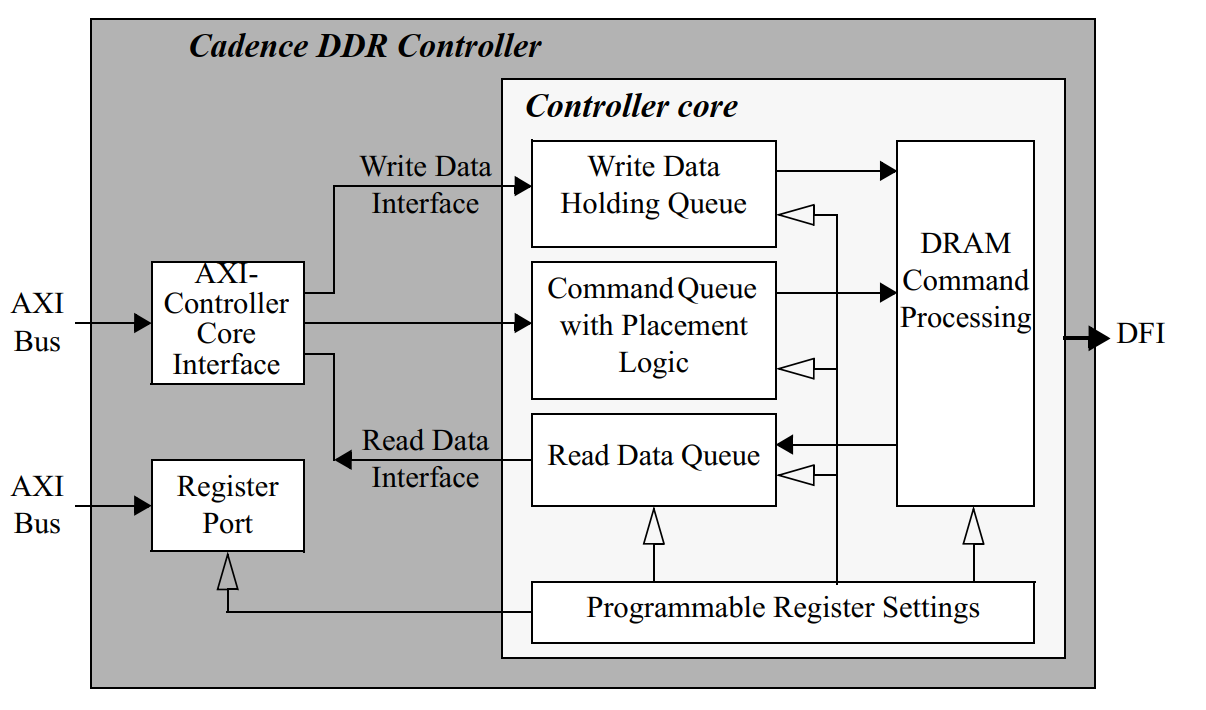 Cadence DDR Controller
Controller core
Write Data
Interface
Write Data
Holding Queue
DRAM
Command
Processing
AXI
Bus
AXI-
Controller
Core
Interface
Command Queue
with Placement
Logic
DFI
Read Data
Interface
Read Data Queue
AXI
Bus
Register
Port
Programmable Register Settings